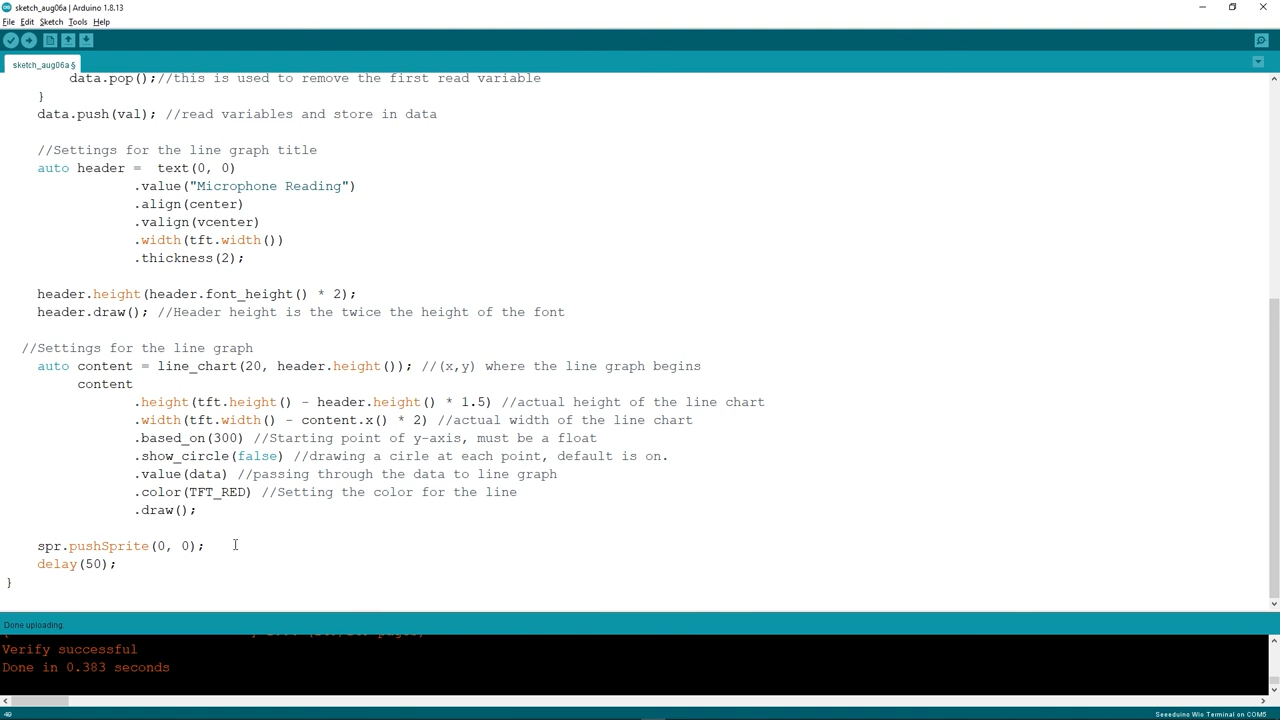 sketch_aug06a | Arduino 1.8.13
File Edit Sketch Tools Help
sketch_aug06a §
data.pop();//this is used to remove the first read variable
}
data.push(val); //read variables and store in data
//Settings for the line graph title
auto header =  text(0, 0)
.value("Microphone Reading")
.align(center)
.valign(vcenter)
.width(tft.width())
.thickness(2);
header.height(header.font_height() * 2);
header.draw(); //Header height is the twice the height of the font
//Settings for the line graph
auto content = line_chart(20, header.height()); //(x,y) where the line graph begins
content
.height(tft.height() - header.height() * 1.5) //actual height of the line chart
.width(tft.width() - content.x() * 2) //actual width of the line chart
.based_on(300) //Starting point of y-axis, must be a float
.show_circle(false) //drawing a cirle at each point, default is on.
.value(data) //passing through the data to line graph
.color(TFT_RED) //Setting the color for the line
.draw();
spr.pushSprite(0, 0);
delay(50);
}
Done uploading.
Verify successful
Done in 0.383 seconds
Seeeduino Wio Terminal on COM5